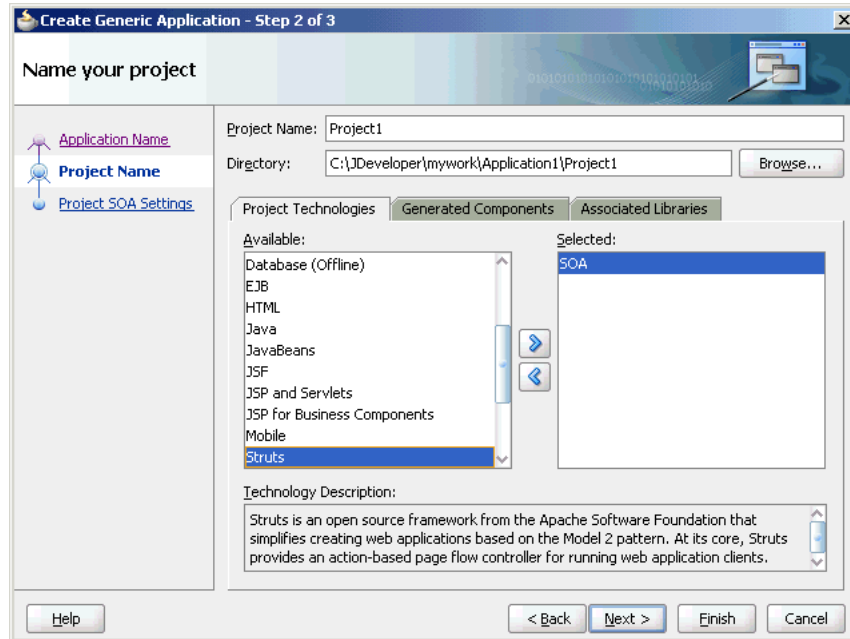 Create Generic Application - Step 2 of 3
Name your project
Application Name
Project Name
Project SOA Settings
Project Name: Project1
Directory: C:\JDeveloper\mywork\Application1\Project1 Browse...
Project Technologies Generated Components Associated Libraries
Available: Selected:
Database (Offline) SOA
EJB
HTML
Java
JavaBeans
JSF
JSP and Servlets
JSP for Business Components
Mobile
Struts
Technology Description:
Struts is an open source framework from the Apache Software Foundation that
simplifies creating web applications based on the Model 2 pattern. At its core, Struts
provides an action-based page flow controller for running web application clients.
Help < Back Next > Finish Cancel